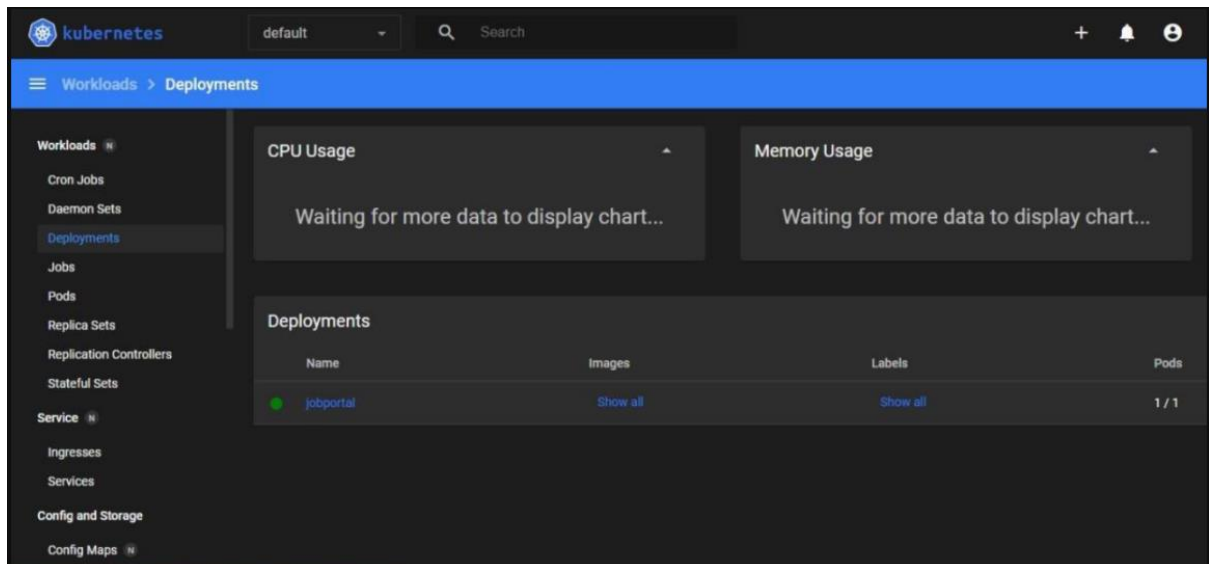 kubernetes default Search +
Workloads > Deployments
Workloads N
Cron Jobs
Daemon Sets
Deployments
Jobs
Pods
Replica Sets
Replication Controllers
Stateful Sets
Service N
Ingresses
Services
Config and Storage
Config Maps N
CPU Usage
Waiting for more data to display chart...
Memory Usage
Waiting for more data to display chart...
Deployments
Name Images Labels Pods
jobportal Show all Show all 1 / 1